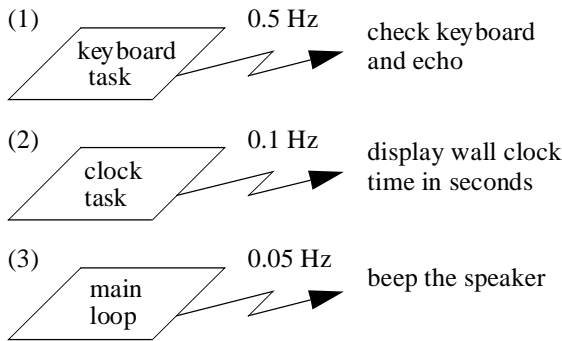 (1)
keyboard
task
0.5 Hz
check keyboard
and echo
(2)
clock
task
0.1 Hz
display wall clock
time in seconds
(3)
main
loop
0.05 Hz
beep the speaker